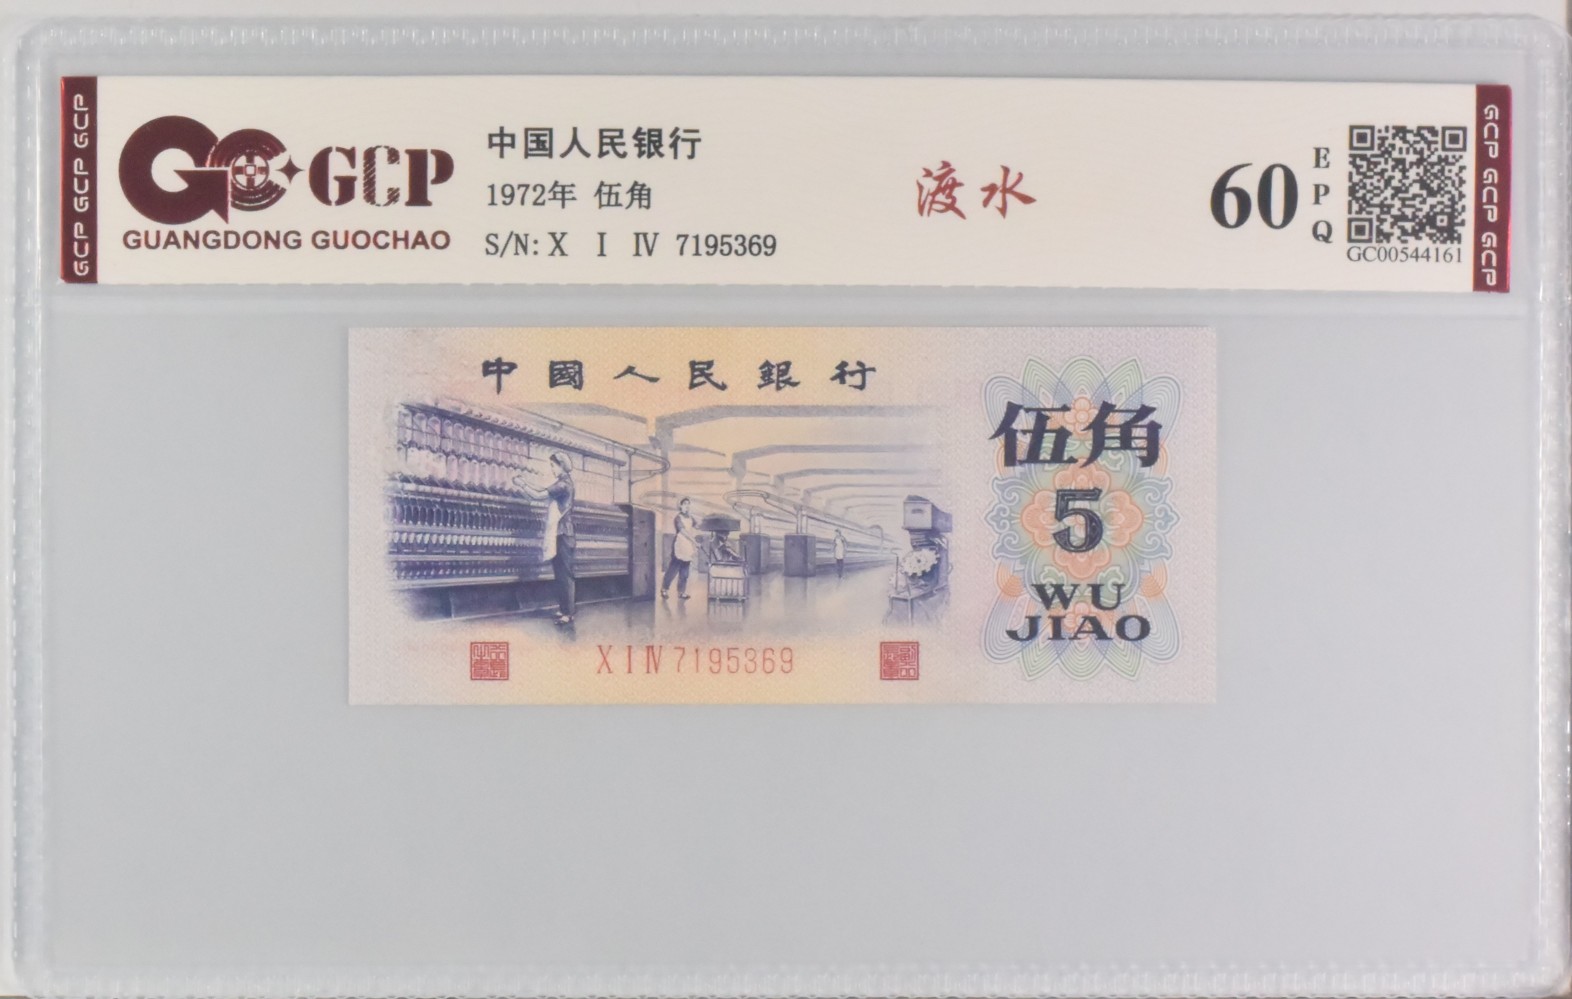 GCP GCP GCP
GCP
GUANGDONG GUOCHAO
中国人民银行
1972年 伍角
S/N: X Ⅰ Ⅳ 7195369
渡水
60
EPQ
GC00544161
GCP GCP GCP
中國人民銀行
伍角
5
WU
JIAO
X I IV 7195369